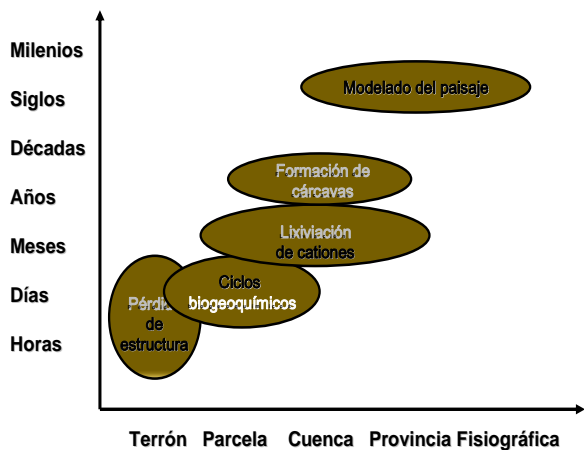 Milenios
Siglos
Décadas
Años
Meses
Días
Horas
Modelado del paisaje
Formación de
cárcavas
Lixiviación
de cationes
Ciclos
biogeoquímicos
de
estructura
Terrón Parcela Cuenca Provincia Fisiográfica